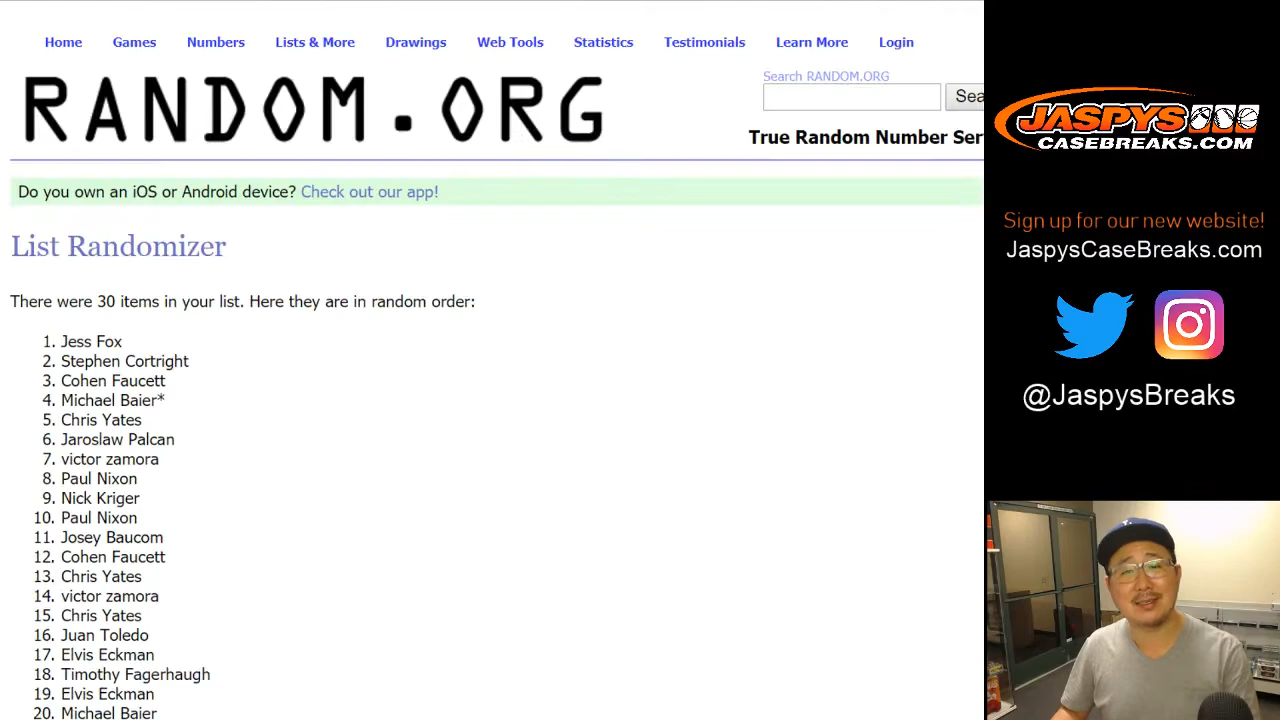 Home Games Numbers Lists & More Drawings Web Tools Statistics Testimonials Learn More Login
RANDOM.ORG
Search RANDOM.ORG
Sea
True Random Number Ser
Do you own an iOS or Android device? Check out our app!
List Randomizer
There were 30 items in your list. Here they are in random order:
1. Jess Fox
2. Stephen Cortright
3. Cohen Faucett
4. Michael Baier*
5. Chris Yates
6. Jaroslaw Palcan
7. victor zamora
8. Paul Nixon
9. Nick Kriger
10. Paul Nixon
11. Josey Baucom
12. Cohen Faucett
13. Chris Yates
14. victor zamora
15. Chris Yates
16. Juan Toledo
17. Elvis Eckman
18. Timothy Fagerhaugh
19. Elvis Eckman
20. Michael Baier
JASPYS
CASEBREAKS.COM
Sign up for our new website!
JaspysCaseBreaks.com
@JaspysBreaks